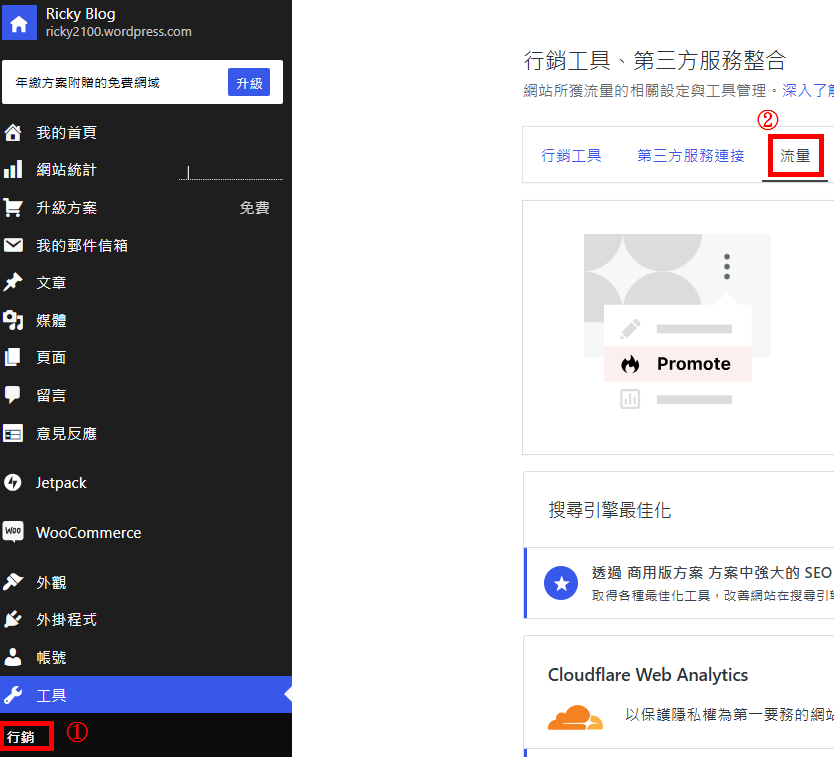 Ricky Blog
ricky2100.wordpress.com
年繳方案附贈的免費網域
升級
我的首頁
網站統計
升級方案
免費
我的郵件信箱
文章
媒體
頁面
留言
意見反應
Jetpack
WOO
WooCommerce
外觀
外掛程式
帳號
工具
行銷
①
行銷工具、第三方服務整合
網站所獲流量的相關設定與工具管理。深入了解
②
行銷工具
第三方服務連接
流量
Promote
搜尋引擎最佳化
透過 商用版方案 方案中強大的 SEO
取得各種最佳化工具，改善網站在搜尋引擎
Cloudflare Web Analytics
以保護隱私權為第一要務的網站